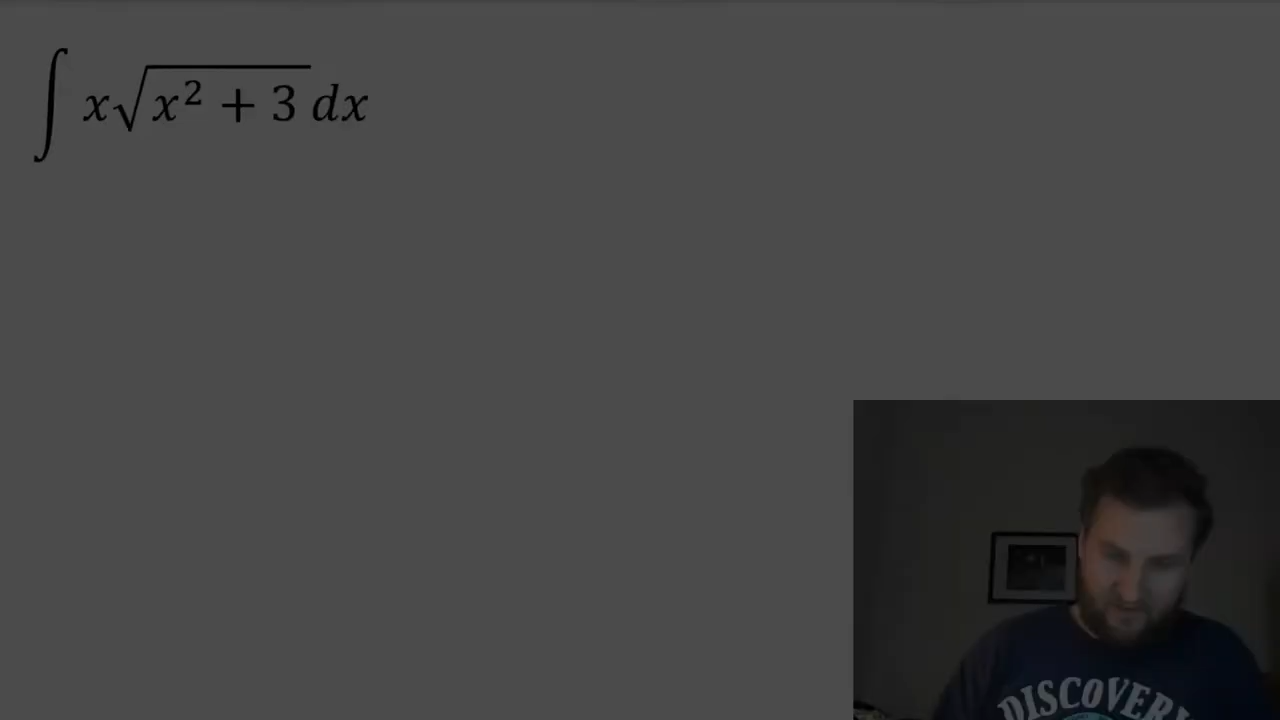 ∫ x√(x² + 3) dx
DISCOVERY